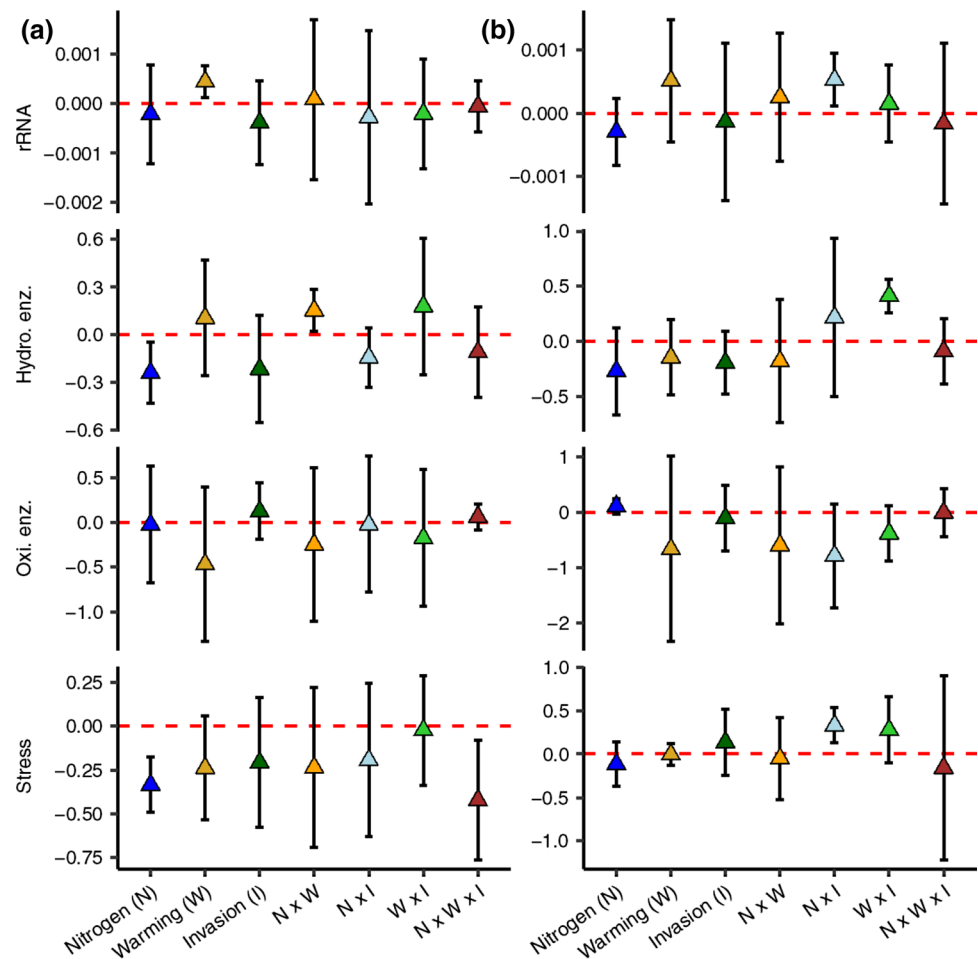 (a)
(b)
rRNA
0.001
0.000
−0.001
−0.002
0.001
0.000
−0.001
Hydro. enz.
0.6
0.3
0.0
−0.3
−0.6
1.0
0.5
0.0
−0.5
Oxi. enz.
0.5
0.0
−0.5
−1.0
1
0
−1
−2
Stress
0.25
0.00
−0.25
−0.50
−0.75
1.0
0.5
0.0
−0.5
−1.0
Nitrogen (N)
Warming (W)
Invasion (I)
N x W
N x I
W x I
N x W x I
Nitrogen (N)
Warming (W)
Invasion (I)
N x W
N x I
W x I
N x W x I